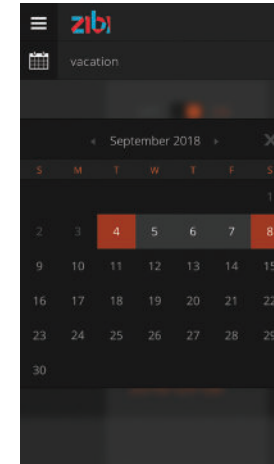 zibi
vacation
September 2018
S M T W T F S
1
2 3 4 5 6 7 8
9 10 11 12 13 14 15
16 17 18 19 20 21 22
23 24 25 26 27 28 29
30